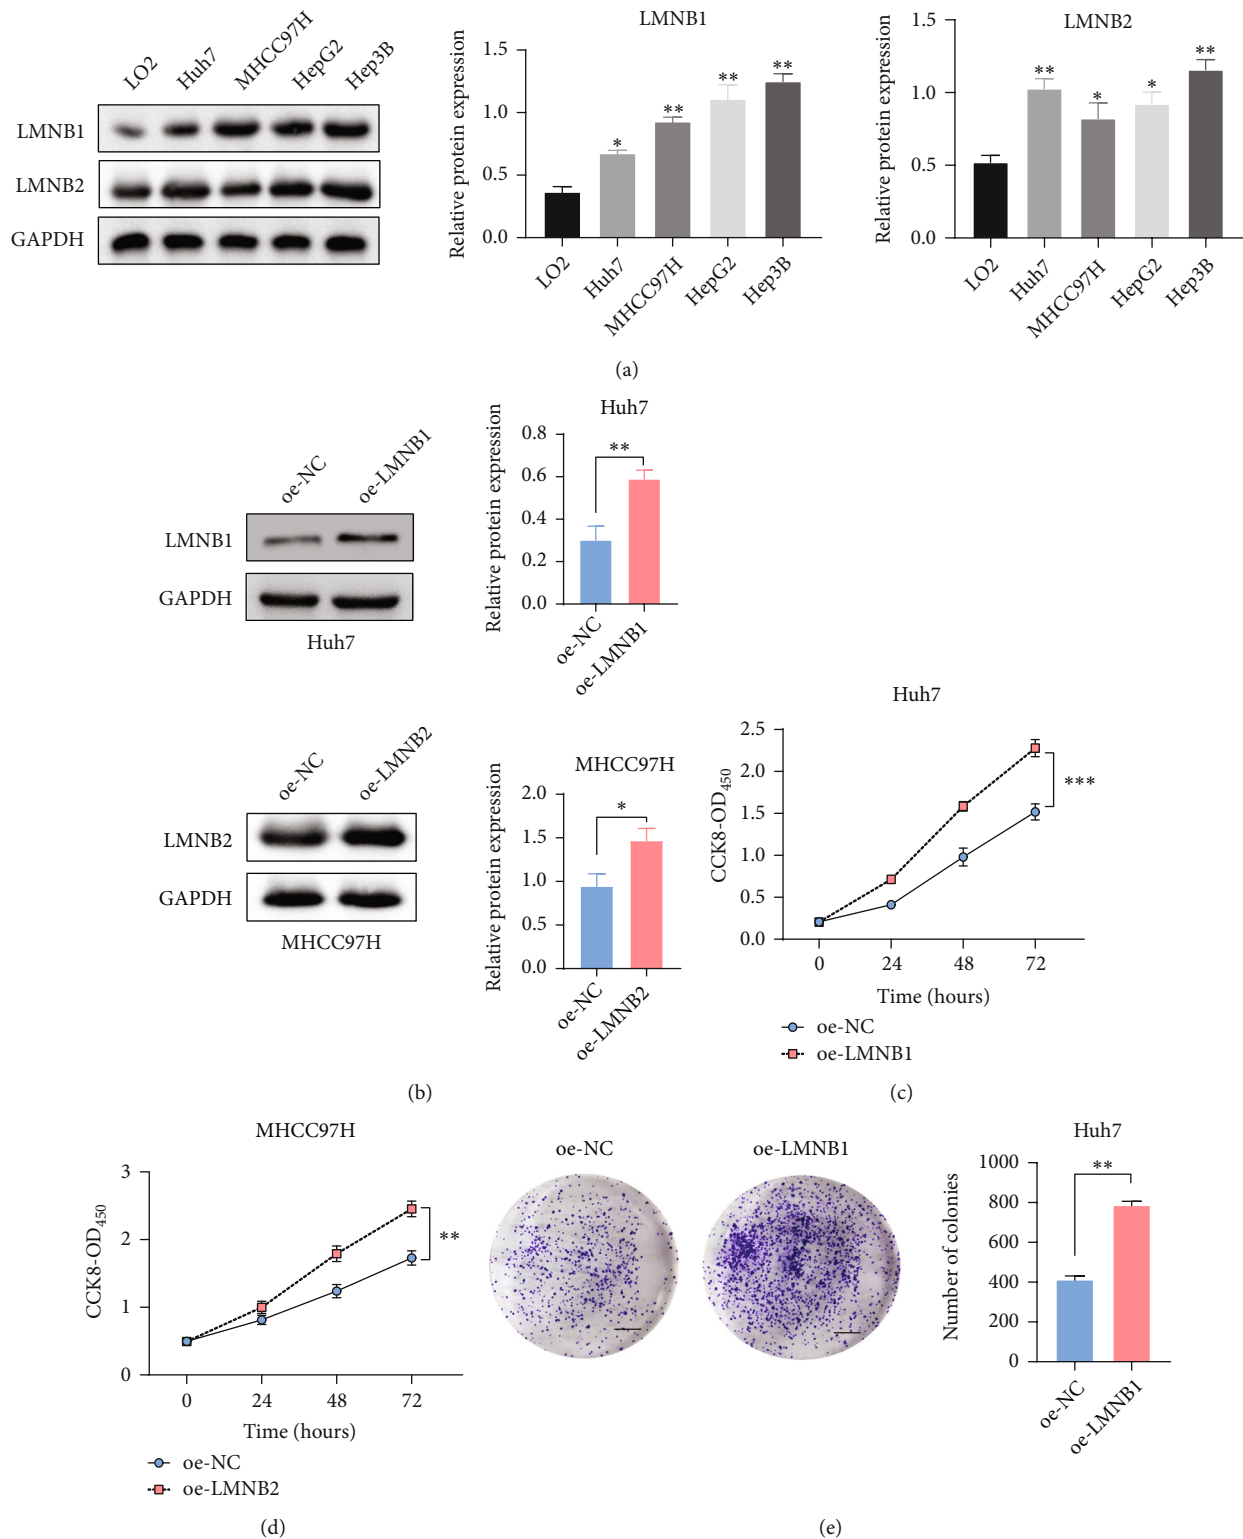 LO2
Huh7
MHCC97H
HepG2
Hep3B
LMNB1
LMNB2
GAPDH
LMNB1
Relative protein expression
1.5
**
**
**
1.0
*
0.5
0.0
LO2
Huh7
MHCC97H
HepG2
Hep3B
LMNB2
Relative protein expression
1.5
**
**
*
*
1.0
0.5
0.0
LO2
Huh7
MHCC97H
HepG2
Hep3B
(a)
oe-NC
oe-LMNB1
LMNB1
GAPDH
Huh7
Huh7
Relative protein expression
0.8
**
0.6
0.4
0.2
0.0
oe-NC
oe-LMNB1
oe-NC
oe-LMNB2
LMNB2
GAPDH
MHCC97H
MHCC97H
Relative protein expression
2.0
*
1.5
1.0
0.5
0.0
oe-NC
oe-LMNB2
(b)
Huh7
CCK8-OD450
2.5
2.0
1.5
1.0
0.5
0.0
***
0 24 48 72
Time (hours)
oe-NC
oe-LMNB1
(c)
MHCC97H
CCK8-OD450
3
2
1
0
**
0 24 48 72
Time (hours)
oe-NC
oe-LMNB2
(d)
oe-NC
oe-LMNB1
Huh7
Number of colonies
1000
**
800
600
400
200
0
oe-NC
oe-LMNB1
(e)